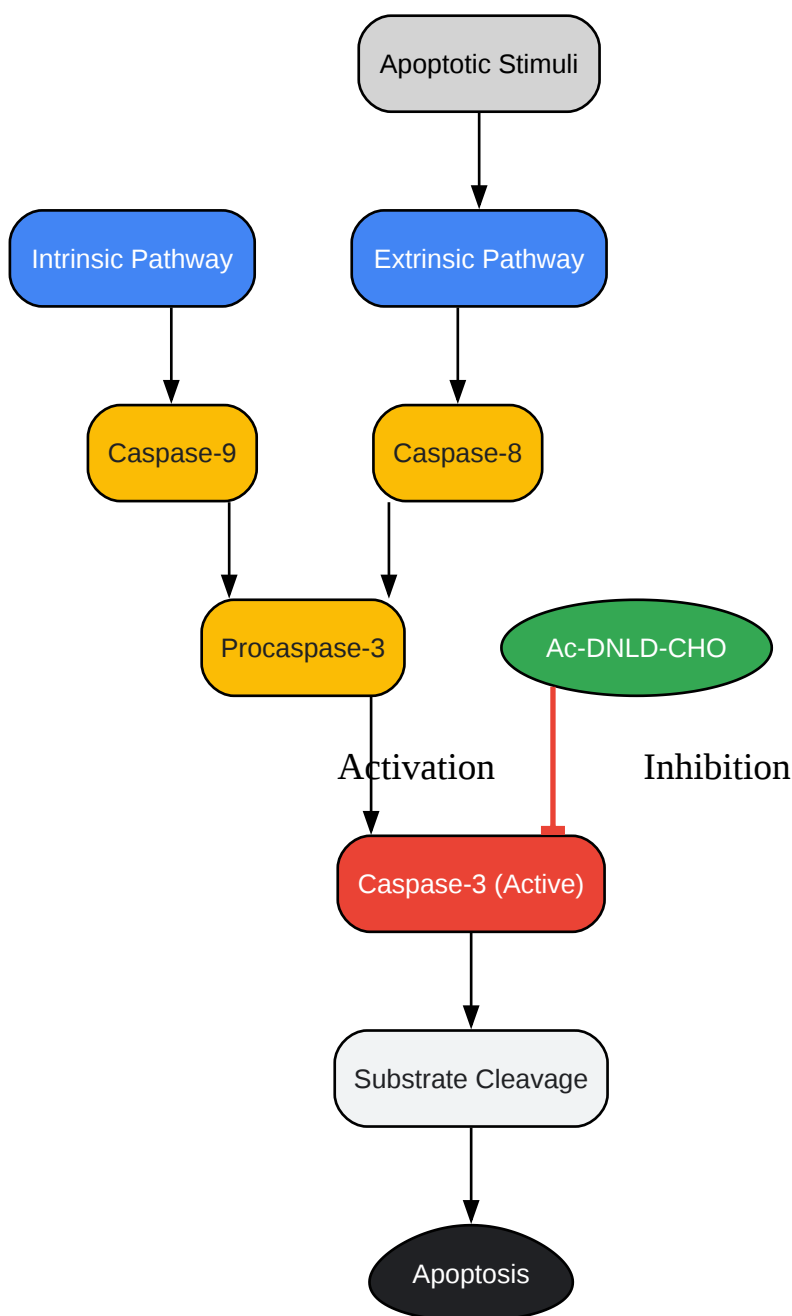 Apoptotic Stimuli
Intrinsic Pathway
Extrinsic Pathway
Caspase-9
Caspase-8
Procaspase-3
Ac-DNLD-CHO
Activation
Inhibition
Caspase-3 (Active)
Substrate Cleavage
Apoptosis